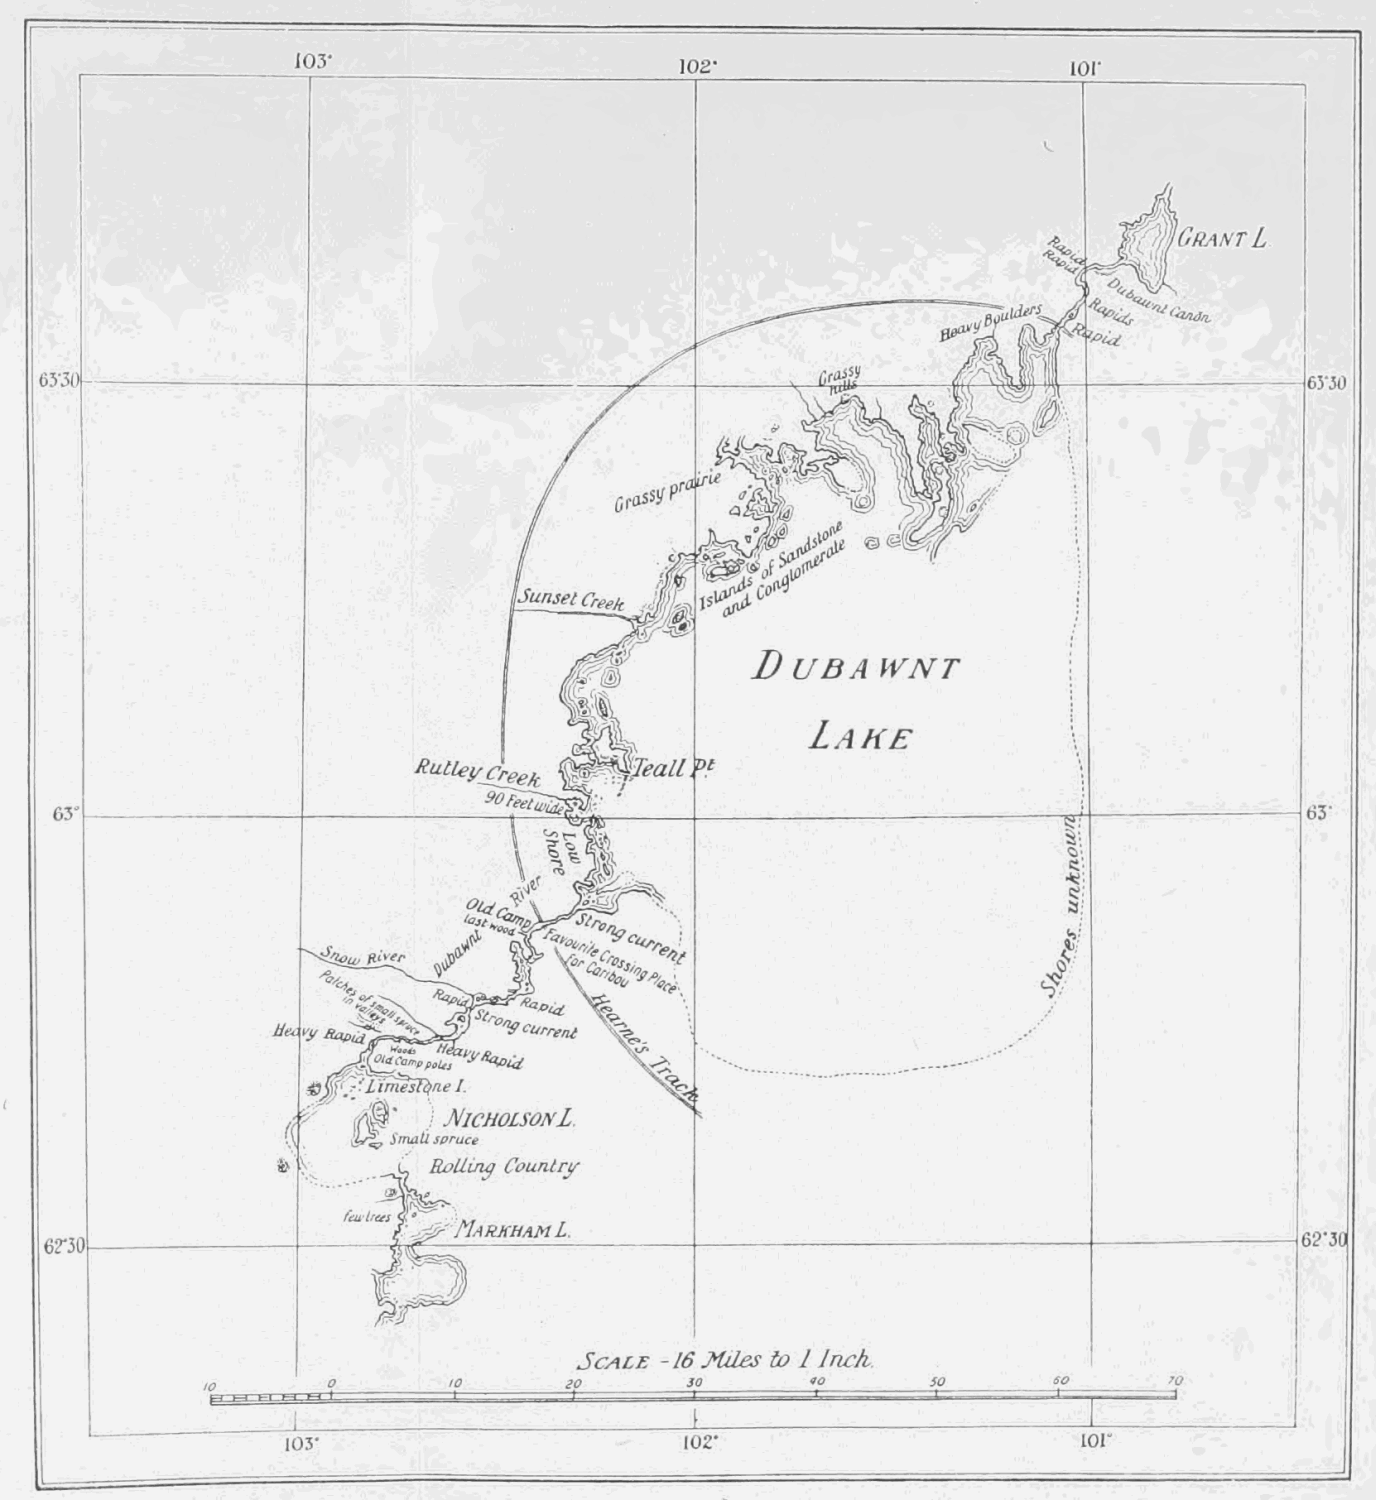 103°
102°
101°
GRANT L.
Rapid
Rapid
Dubawnt Cañon
Rapids
Heavy Boulders
Rapid
63°30
63°30
Grassy
hills
Grassy prairie
Islands of Sandstone
and Conglomerate
Sunset Creek
DUBAWNT
LAKE
Teall Pt.
Rutley Creek
90 Feet wide
63°
63°
Low
Shore
Shores unknown
River
Old Camp
last wood
Strong current
Dubawnt
Favourite Crossing Place
for Caribou
Snow River
Patches of small spruce
in valleys
Rapid
Rapid
Strong current
Hearne's Track
Heavy Rapid
Woods
Old Camp poles
Heavy Rapid
Limestone I.
NICHOLSON L.
Small spruce
Rolling Country
few trees
MARKHAM L.
62°30
62°30
SCALE - 16 Miles to 1 Inch.
10 0 10 20 30 40 50 60 70
103°
102°
101°